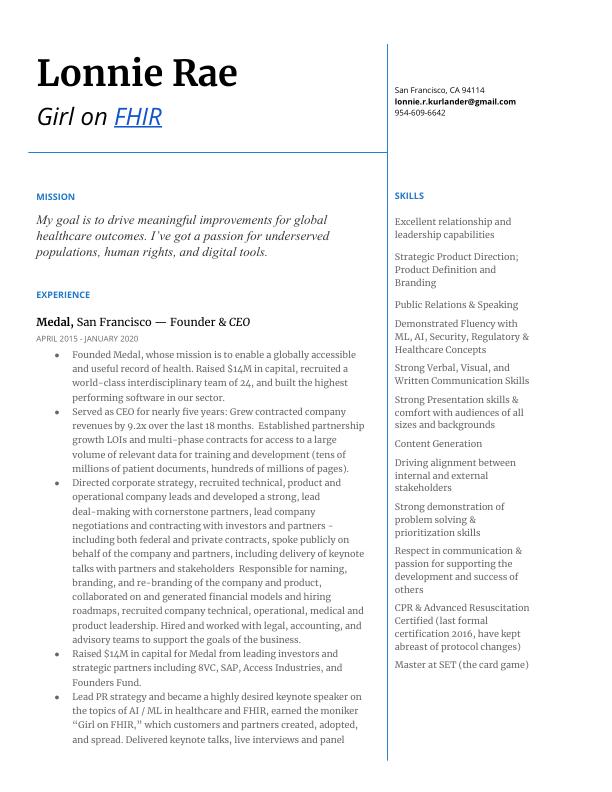 Lonnie Rae
Girl on FHIR
San Francisco, CA 94114
lonnie.r.kurlander@gmail.com
954-609-6642
MISSION
My goal is to drive meaningful improvements for global
healthcare outcomes. I've got a passion for underserved
populations, human rights, and digital tools.
EXPERIENCE
Medal, San Francisco — Founder & CEO
APRIL 2015 - JANUARY 2020
● Founded Medal, whose mission is to enable a globally accessible
and useful record of health. Raised $14M in capital, recruited a
world-class interdisciplinary team of 24, and built the highest
performing software in our sector.
● Served as CEO for nearly five years: Grew contracted company
revenues by 9.2x over the last 18 months.  Established partnership
growth LOIs and multi-phase contracts for access to a large
volume of relevant data for training and development (tens of
millions of patient documents, hundreds of millions of pages).
● Directed corporate strategy, recruited technical, product and
operational company leads and developed a strong, lead
deal-making with cornerstone partners, lead company
negotiations and contracting with investors and partners -
including both federal and private contracts, spoke publicly on
behalf of the company and partners, including delivery of keynote
talks with partners and stakeholders  Responsible for naming,
branding, and re-branding of the company and product,
collaborated on and generated financial models and hiring
roadmaps, recruited company technical, operational, medical and
product leadership. Hired and worked with legal, accounting, and
advisory teams to support the goals of the business.
● Raised $14M in capital for Medal from leading investors and
strategic partners including 8VC, SAP, Access Industries, and
Founders Fund.
● Lead PR strategy and became a highly desired keynote speaker on
the topics of AI / ML in healthcare and FHIR, earned the moniker
“Girl on FHIR,” which customers and partners created, adopted,
and spread. Delivered keynote talks, live interviews and panel
SKILLS
Excellent relationship and
leadership capabilities
Strategic Product Direction;
Product Definition and
Branding
Public Relations & Speaking
Demonstrated Fluency with
ML, AI, Security, Regulatory &
Healthcare Concepts
Strong Verbal, Visual, and
Written Communication Skills
Strong Presentation skills &
comfort with audiences of all
sizes and backgrounds
Content Generation
Driving alignment between
internal and external
stakeholders
Strong demonstration of
problem solving &
prioritization skills
Respect in communication &
passion for supporting the
development and success of
others
CPR & Advanced Resuscitation
Certified (last formal
certification 2016, have kept
abreast of protocol changes)
Master at SET (the card game)